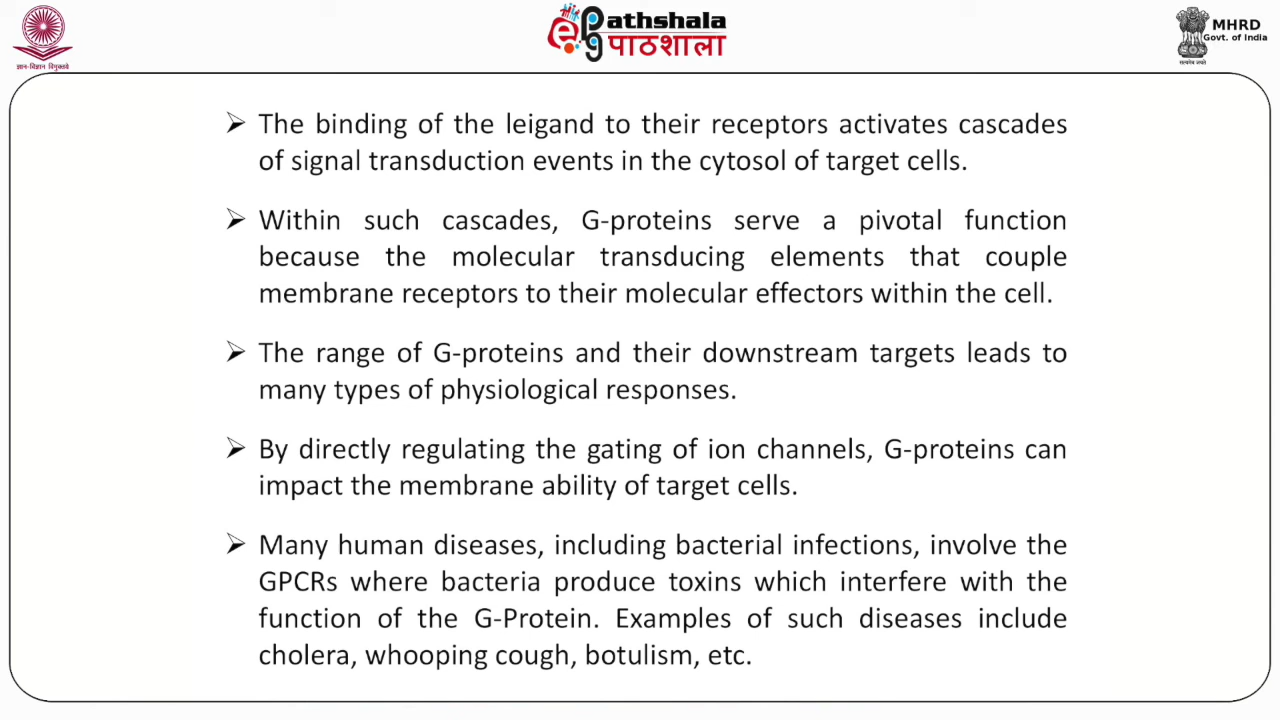 ज्ञान-विज्ञान विमुक्तये
ePathshala
पाठशाला
MHRD
Govt. of India
सत्यमेव जयते
➢ The binding of the leigand to their receptors activates cascades
of signal transduction events in the cytosol of target cells.
➢ Within such cascades, G-proteins serve a pivotal function
because the molecular transducing elements that couple
membrane receptors to their molecular effectors within the cell.
➢ The range of G-proteins and their downstream targets leads to
many types of physiological responses.
➢ By directly regulating the gating of ion channels, G-proteins can
impact the membrane ability of target cells.
➢ Many human diseases, including bacterial infections, involve the
GPCRs where bacteria produce toxins which interfere with the
function of the G-Protein. Examples of such diseases include
cholera, whooping cough, botulism, etc.